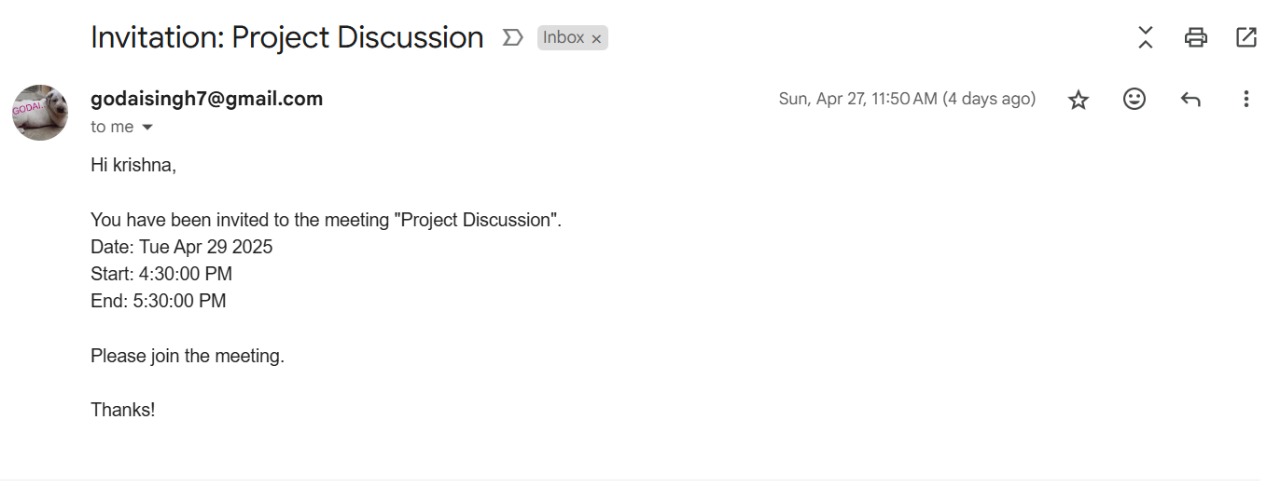 Invitation: Project Discussion
Inbox ×
godaisingh7@gmail.com
Sun, Apr 27, 11:50 AM (4 days ago)
to me
GODAI...
Hi krishna,
You have been invited to the meeting "Project Discussion".
Date: Tue Apr 29 2025
Start: 4:30:00 PM
End: 5:30:00 PM
Please join the meeting.
Thanks!